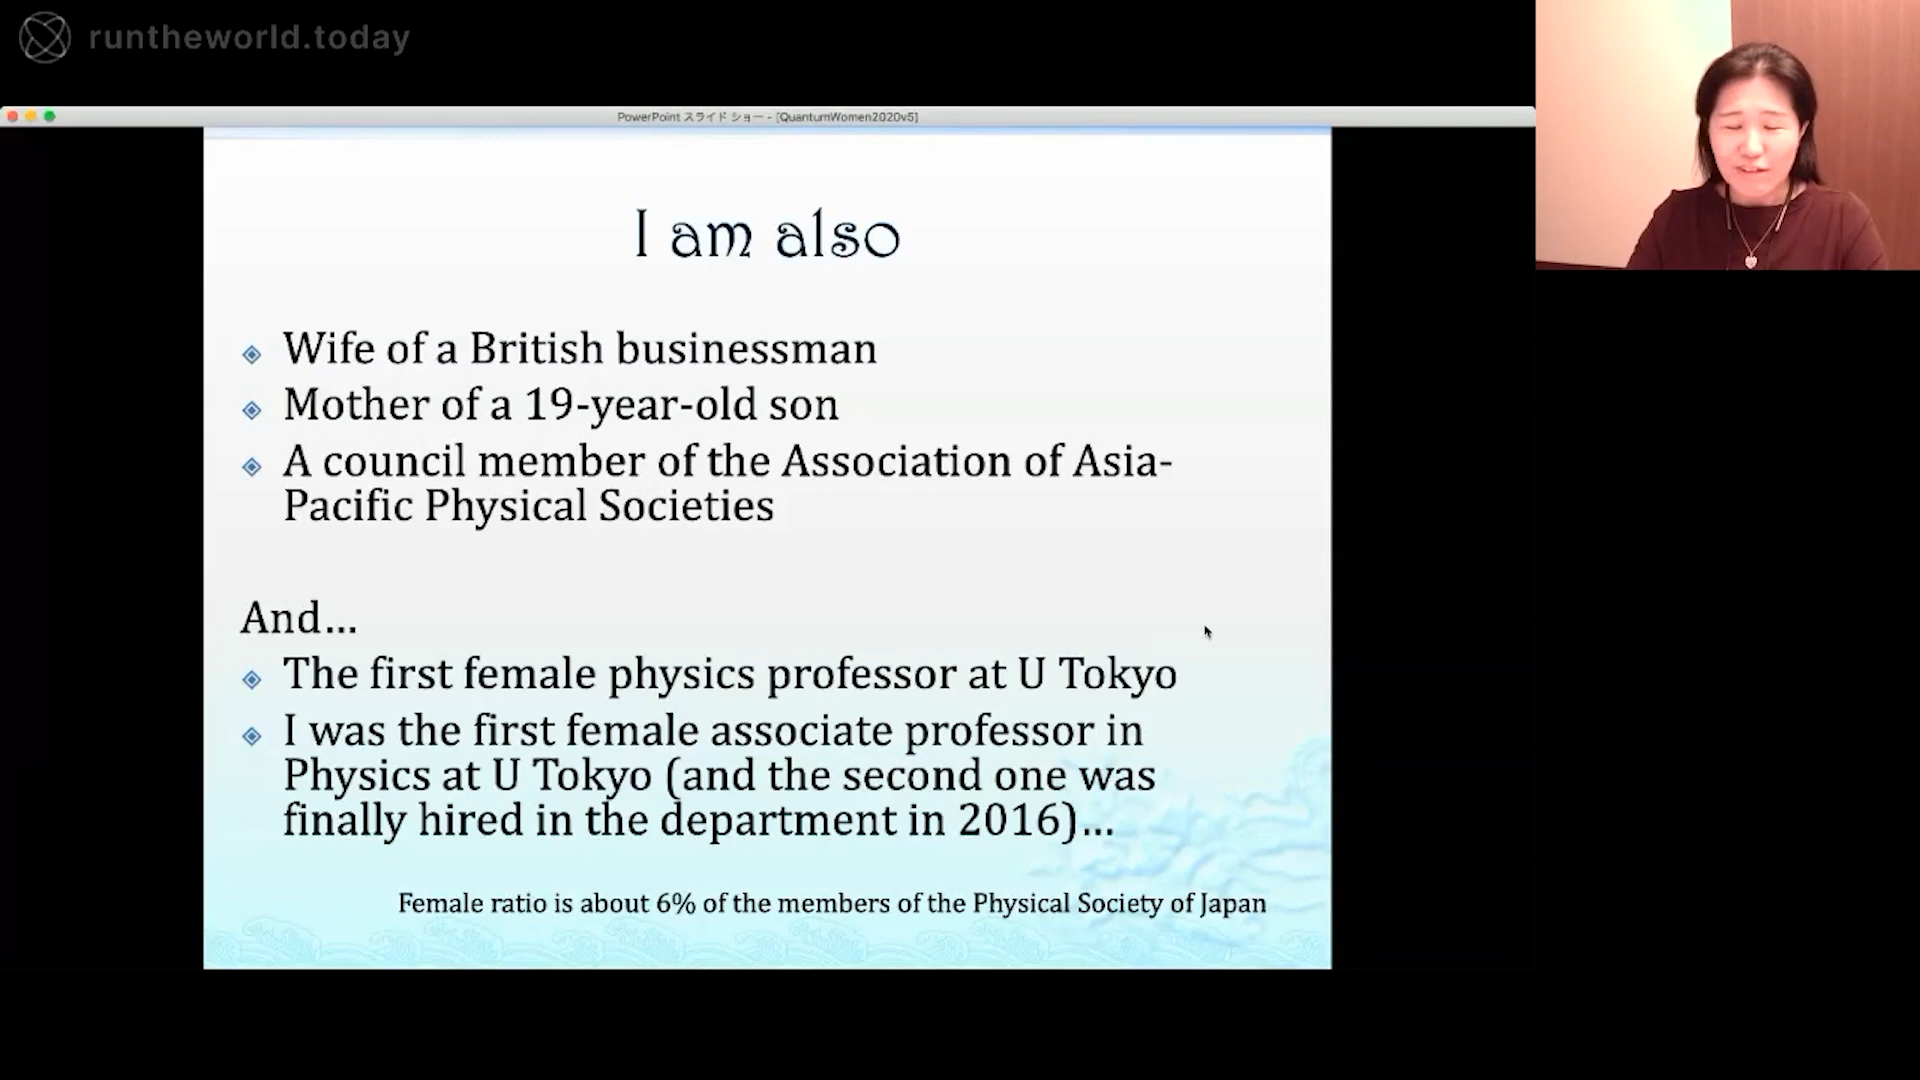 runtheworld.today
PowerPoint スライド ショー - [QuantumWomen2020v5]
I am also
Wife of a British businessman
Mother of a 19-year-old son
A council member of the Association of Asia-
Pacific Physical Societies
And...
The first female physics professor at U Tokyo
I was the first female associate professor in
Physics at U Tokyo (and the second one was
finally hired in the department in 2016)...
Female ratio is about 6% of the members of the Physical Society of Japan